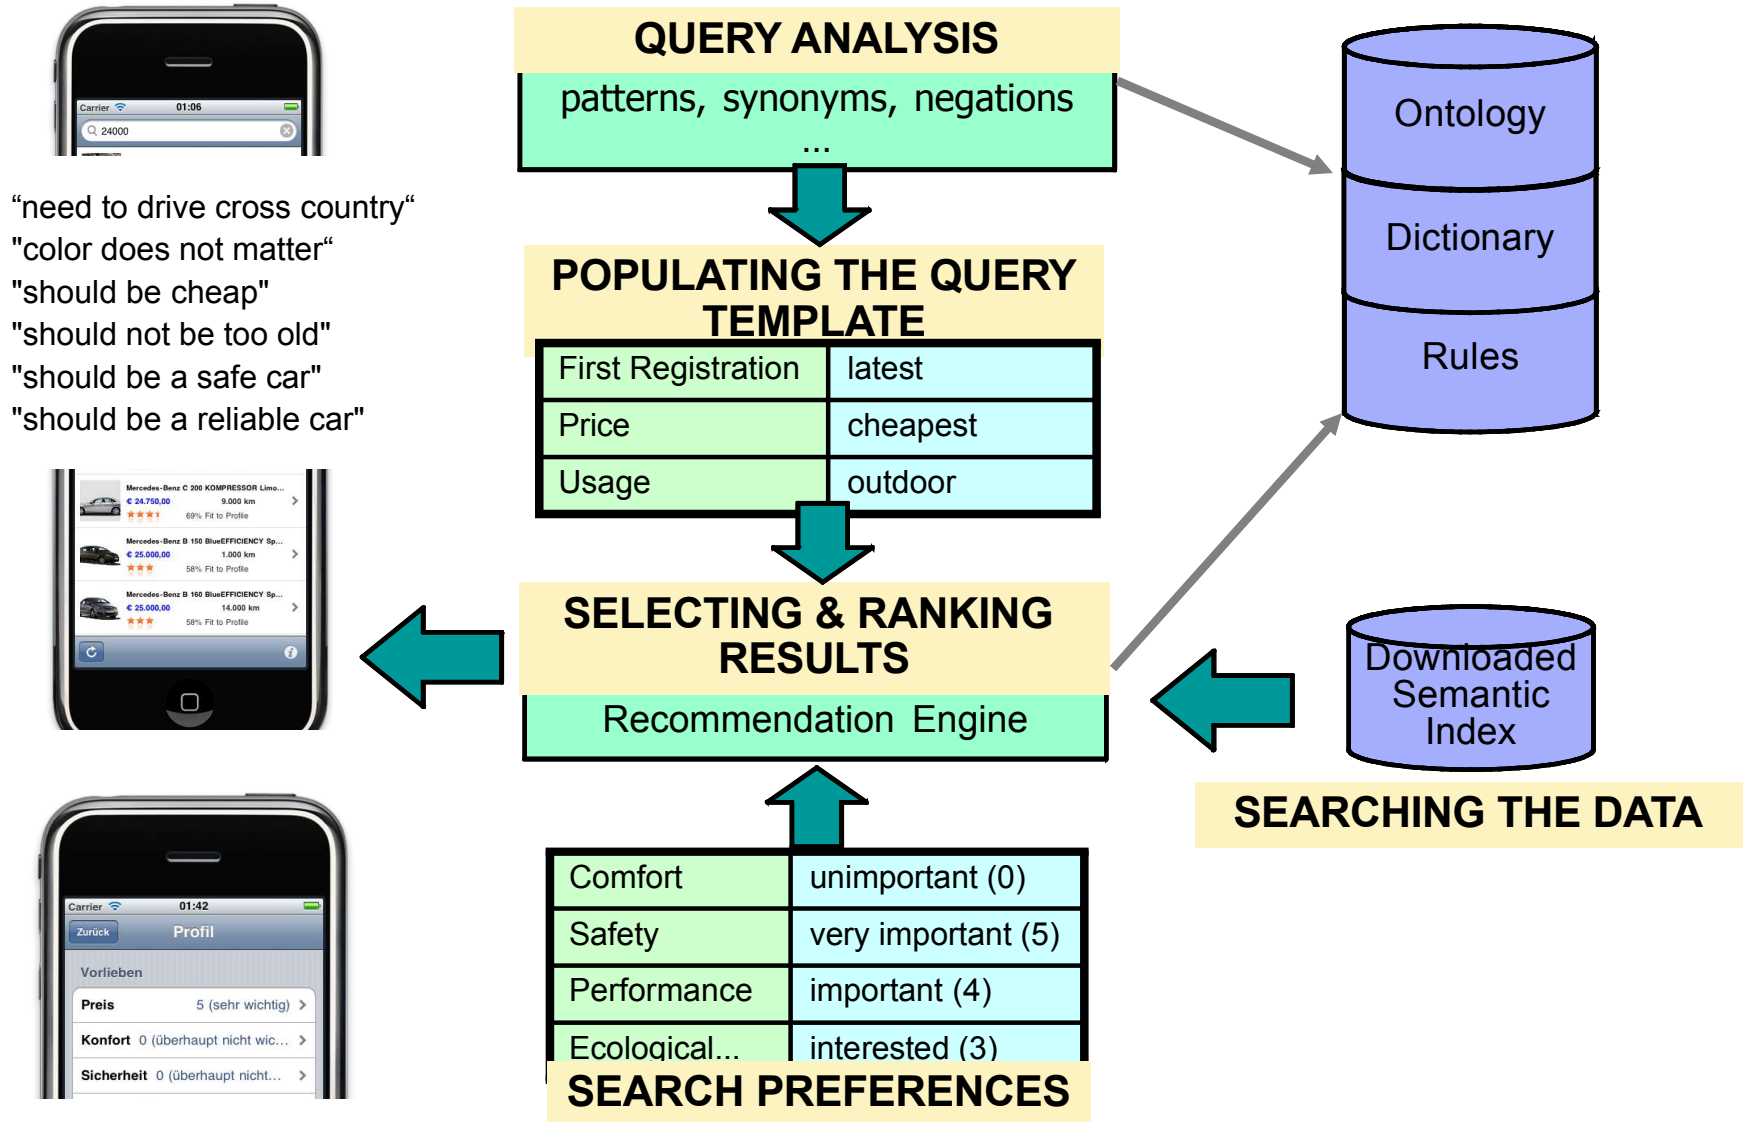 Carrier 01:06
24000
“need to drive cross country“
"color does not matter“
"should be cheap"
"should not be too old"
"should be a safe car"
"should be a reliable car"
Mercedes-Benz C 200 KOMPRESSOR Limo...
€ 24.750,00 9.000 km
69% Fit to Profile
Mercedes-Benz B 150 BlueEFFICIENCY Sp...
€ 25.000,00 1.000 km
58% Fit to Profile
Mercedes-Benz B 160 BlueEFFICIENCY Sp...
€ 25.000,00 14.000 km
58% Fit to Profile
Carrier 01:42
Zurück Profil
Vorlieben
Preis 5 (sehr wichtig)
Konfort 0 (überhaupt nicht wic...
Sicherheit 0 (überhaupt nicht...
QUERY ANALYSIS
patterns, synonyms, negations
...
POPULATING THE QUERY
TEMPLATE
First Registration latest
Price cheapest
Usage outdoor
SELECTING & RANKING
RESULTS
Recommendation Engine
Comfort unimportant (0)
Safety very important (5)
Performance important (4)
Ecological... interested (3)
SEARCH PREFERENCES
Ontology
Dictionary
Rules
Downloaded
Semantic
Index
SEARCHING THE DATA